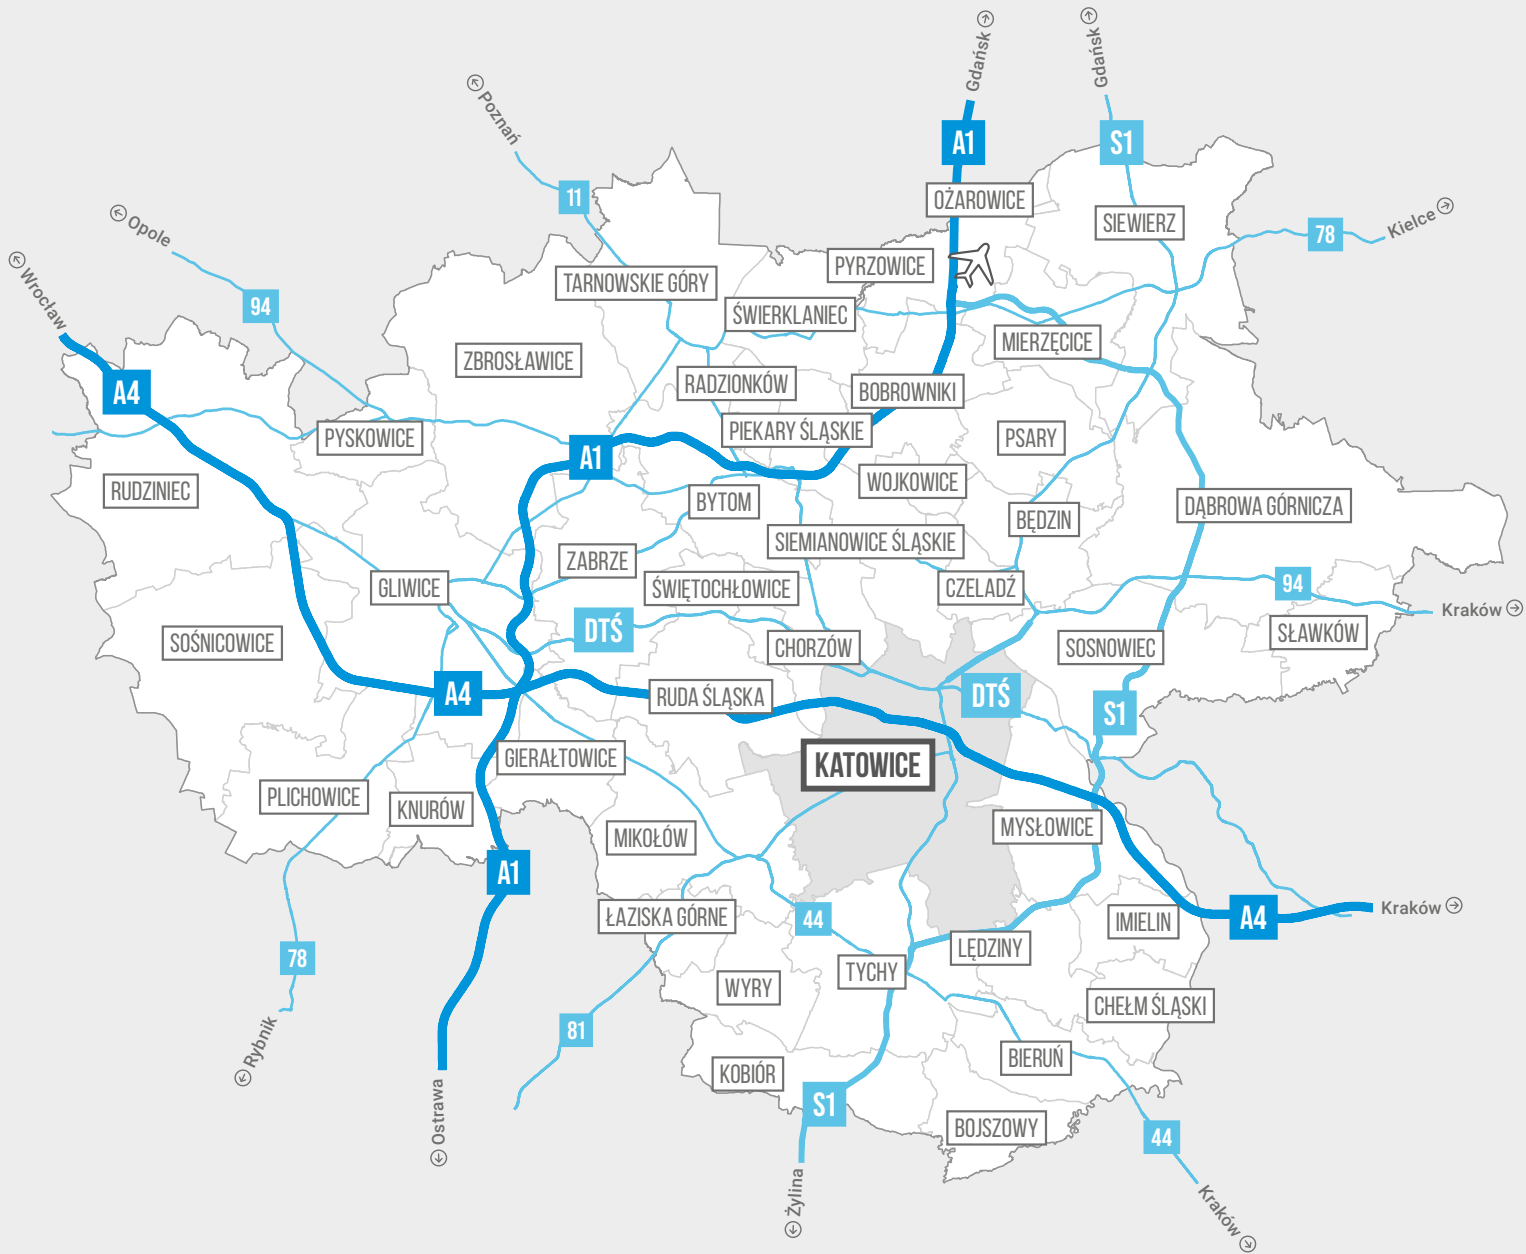 Gdańsk
Gdańsk
Poznań
A1
S1
11
OŻAROWICE
SIEWIERZ
Kielce
78
Opole
PYRZOWICE
TARNOWSKIE GÓRY
Wrocław
94
ŚWIERKLANIEC
MIERZĘCICE
ZBROSŁAWICE
RADZIONKÓW
BOBROWNIKI
A4
PIEKARY ŚLĄSKIE
PSARY
PYSKOWICE
A1
WOJKOWICE
RUDZINIEC
BYTOM
DĄBROWA GÓRNICZA
BĘDZIN
SIEMIANOWICE ŚLĄSKIE
ZABRZE
GLIWICE
ŚWIĘTOCHŁOWICE
CZELADŹ
94
Kraków
DTŚ
SŁAWKÓW
SOŚNICOWICE
CHORZÓW
SOSNOWIEC
A4
RUDA ŚLĄSKA
DTŚ
S1
GIERAŁTOWICE
KATOWICE
PLICHOWICE
KNURÓW
MYSŁOWICE
MIKOŁÓW
A1
Kraków
A4
ŁAZISKA GÓRNE
44
IMIELIN
LĘDZINY
78
TYCHY
WYRY
CHEŁM ŚLĄSKI
81
Rybnik
BIERUŃ
KOBIÓR
S1
Ostrawa
BOJSZOWY
44
Żylina
Kraków